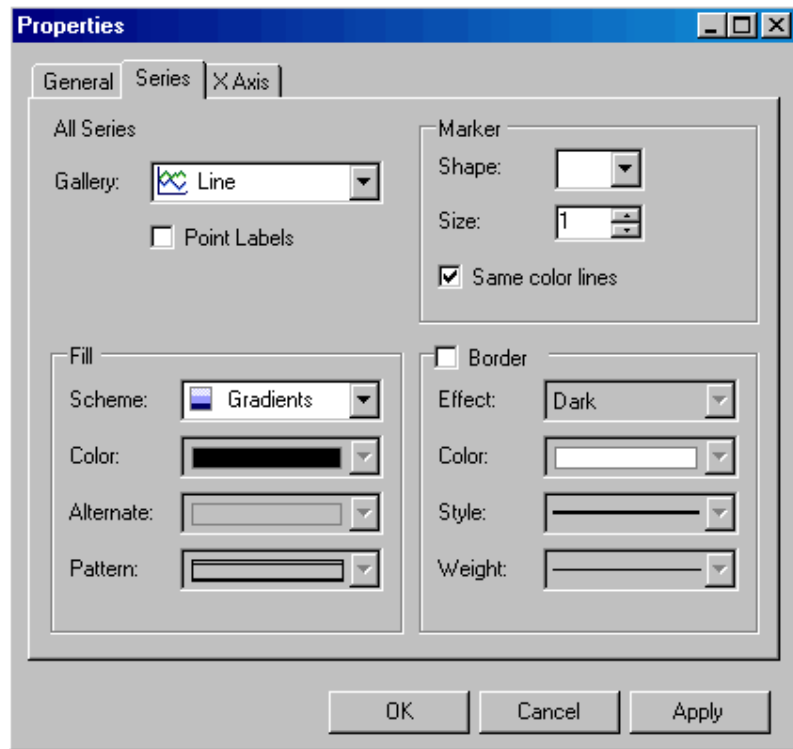 Properties
General Series X Axis
All Series
Gallery: Line
Point Labels
Marker
Shape:
Size: 1
Same color lines
Fill
Scheme: Gradients
Color:
Alternate:
Pattern:
Border
Effect: Dark
Color:
Style:
Weight:
OK Cancel Apply